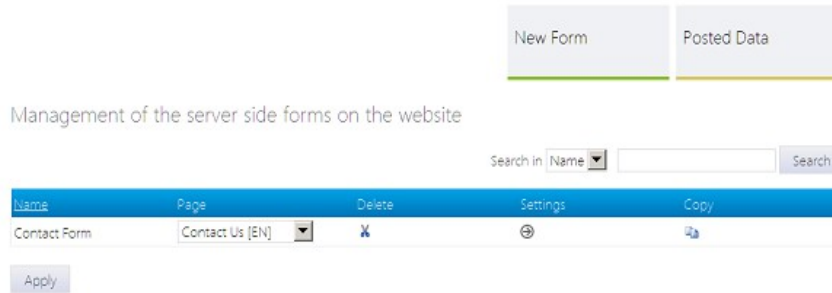 New Form Posted Data
Management of the server side forms on the website
Search in Name Search
Name Page Delete Settings Copy
Contact Form Contact Us [EN]
Apply